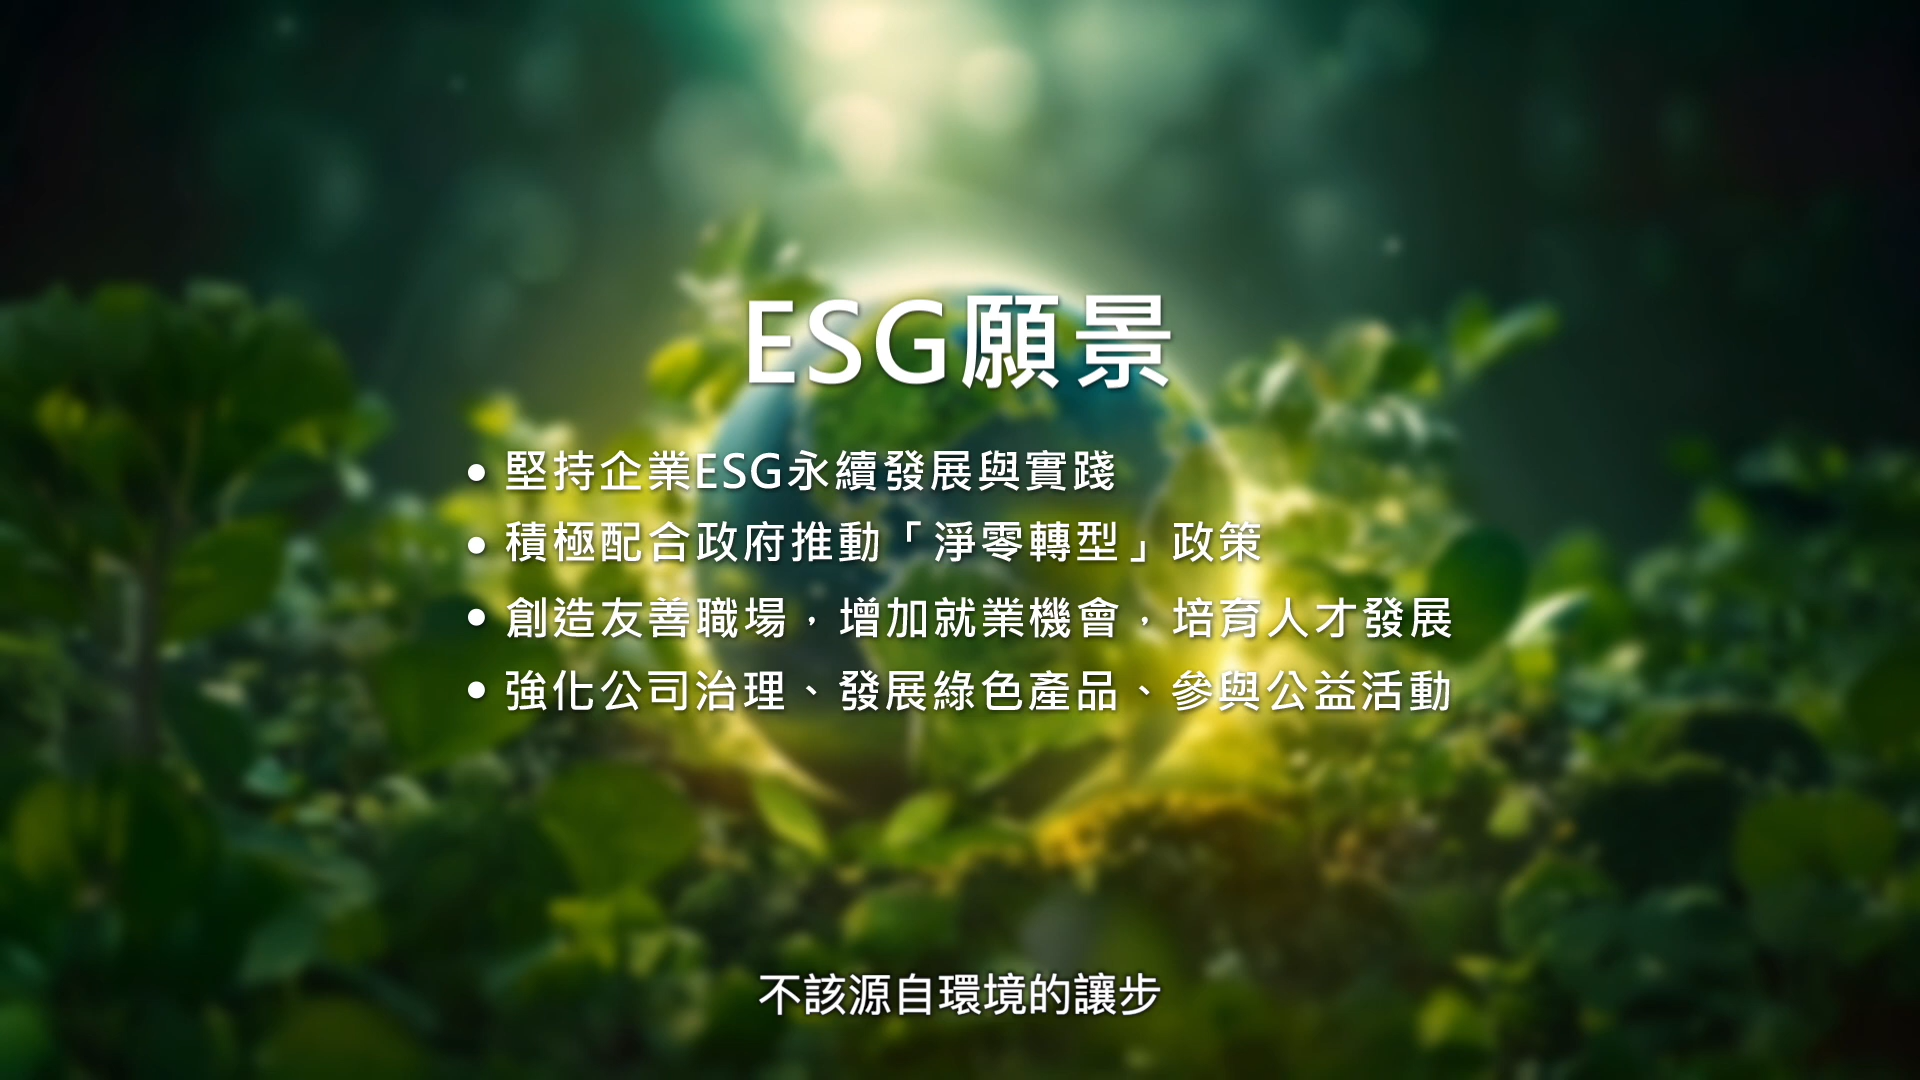 ESG願景
• 堅持企業ESG永續發展與實踐
• 積極配合政府推動「淨零轉型」政策
• 創造友善職場，增加就業機會，培育人才發展
• 強化公司治理、發展綠色產品、參與公益活動
不該源自環境的讓步